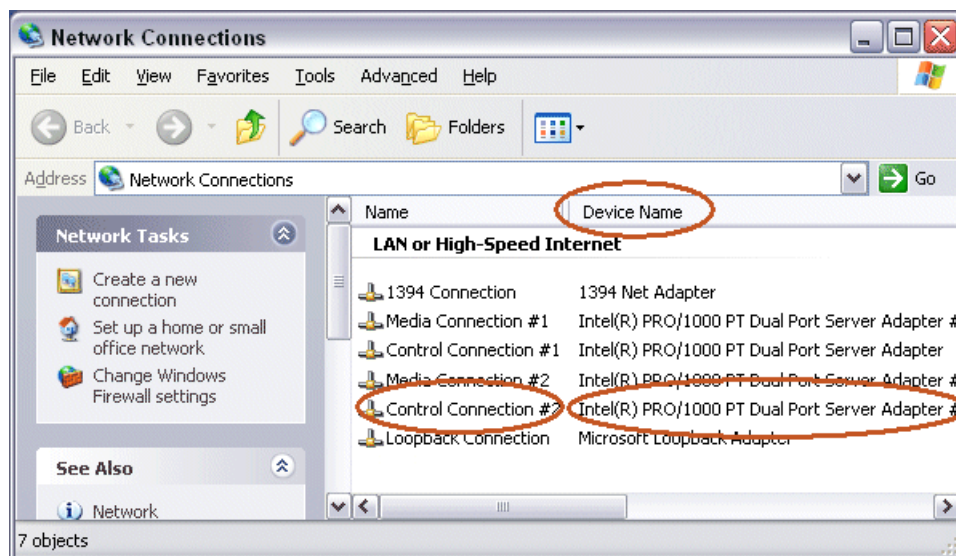 Network Connections
File Edit View Favorites Tools Advanced Help
Back Search Folders
Address Network Connections Go
Name Device Name
Network Tasks
LAN or High-Speed Internet
Create a new
connection
1394 Connection 1394 Net Adapter
Set up a home or small
office network
Media Connection #1 Intel(R) PRO/1000 PT Dual Port Server Adapter #
Control Connection #1 Intel(R) PRO/1000 PT Dual Port Server Adapter
Change Windows
Firewall settings
Media Connection #2 Intel(R) PRO/1000 PT Dual Port Server Adapter #
Control Connection #2 Intel(R) PRO/1000 PT Dual Port Server Adapter #
Loopback Connection Microsoft Loopback Adapter
See Also
Network
7 objects